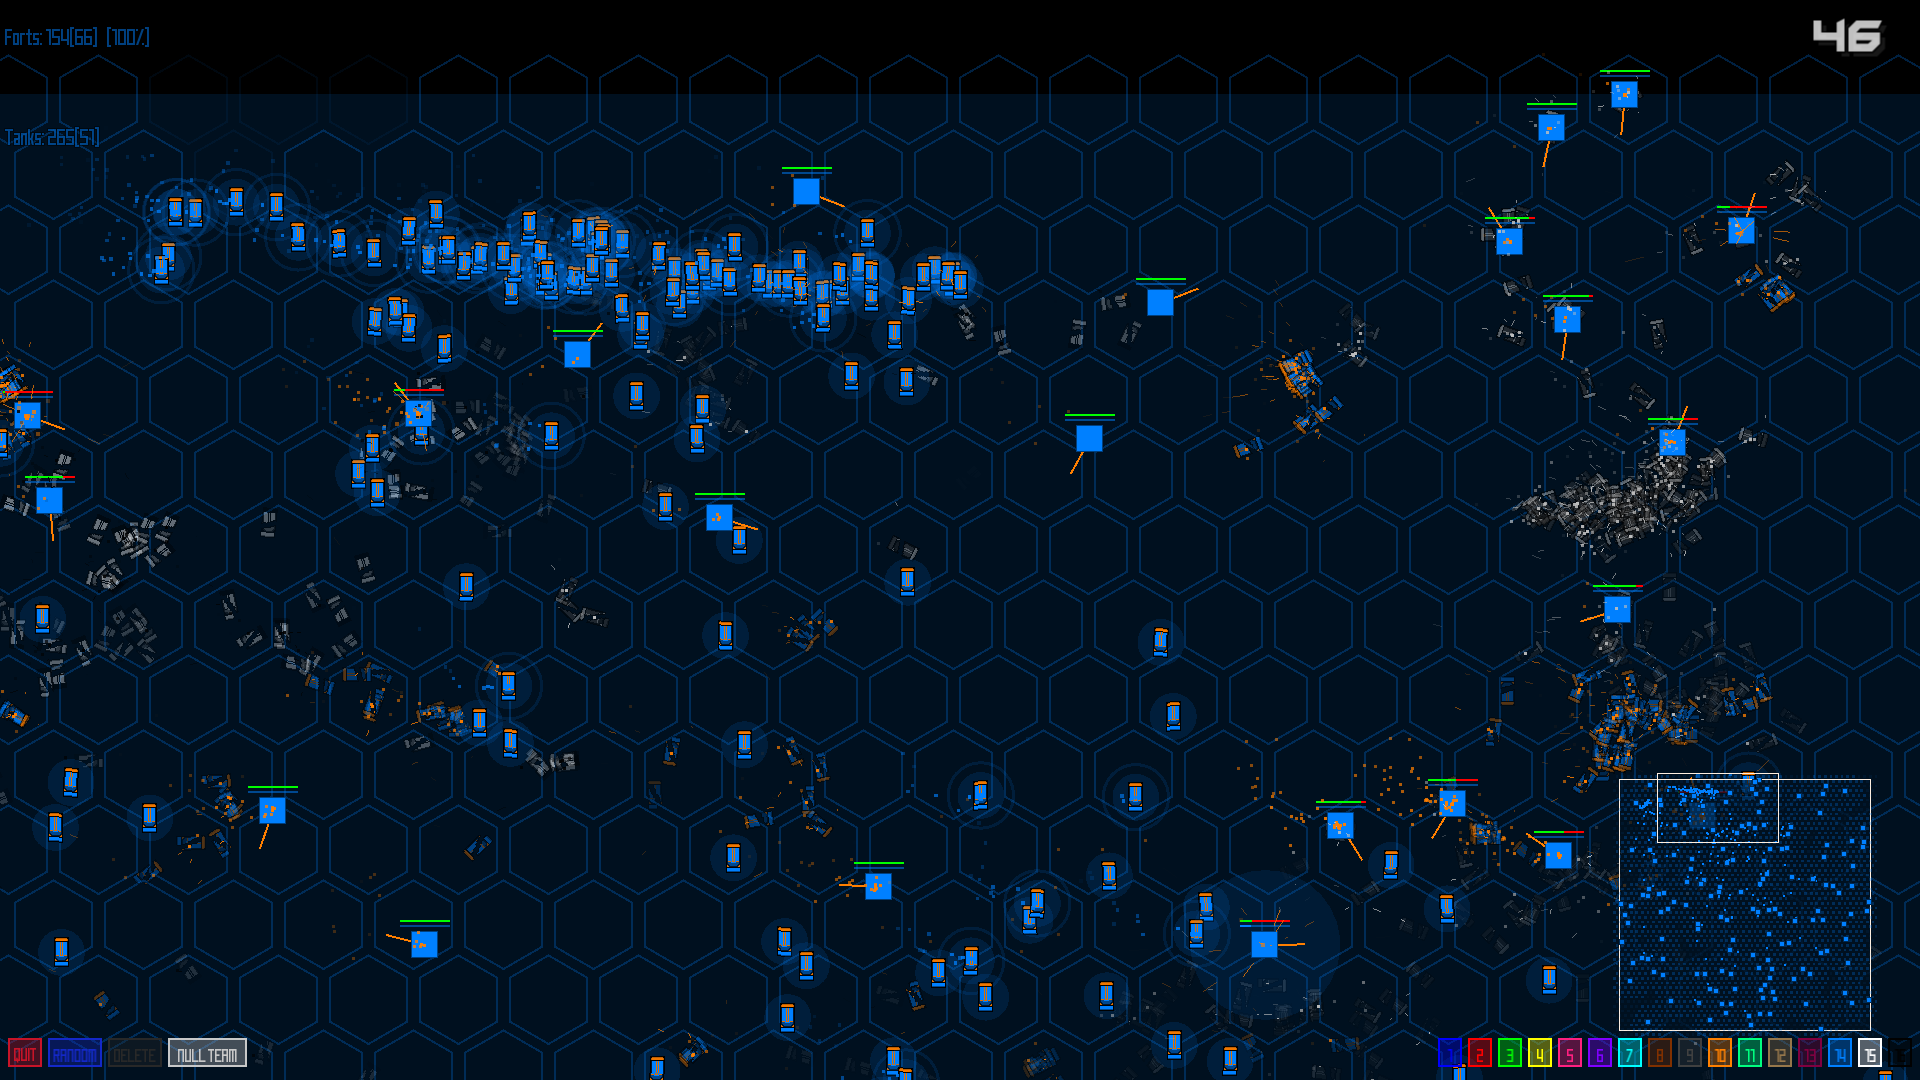 Forts: 154[66] [100%]
46
Tanks: 265[51]
QUIT RANDOM DELETE NULL TEAM
2 3 4 5 6 7 8 9 10 11 12 13 14 15